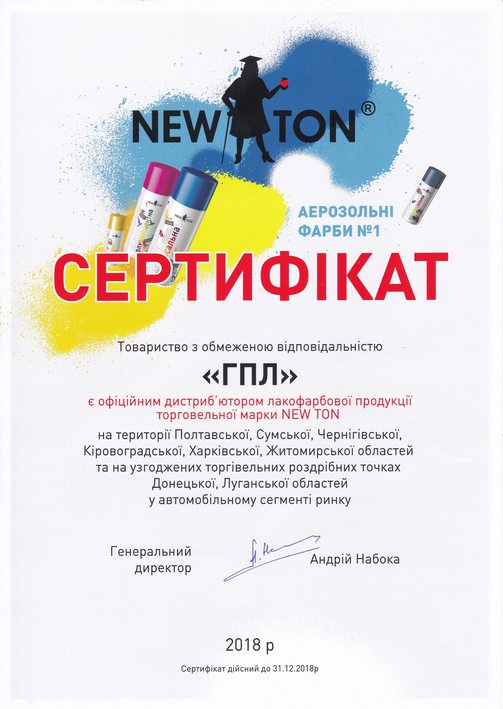 NEW TON®
АЕРОЗОЛЬНІ
ФАРБИ №1
СЕРТИФІКАТ
Товариство з обмеженою відповідальністю
«ГПЛ»
є офіційним дистриб'ютором лакофарбової продукції
торговельної марки NEW TON
на території Полтавської, Сумської, Чернігівської,
Кіровоградської, Харківської, Житомирської областей
та на узгоджених торгівельних роздрібних точках
Донецької, Луганської областей
у автомобільному сегменті ринку
Генеральний
директор
Андрій Набока
2018 р
Сертифікат дійсний до 31.12.2018р